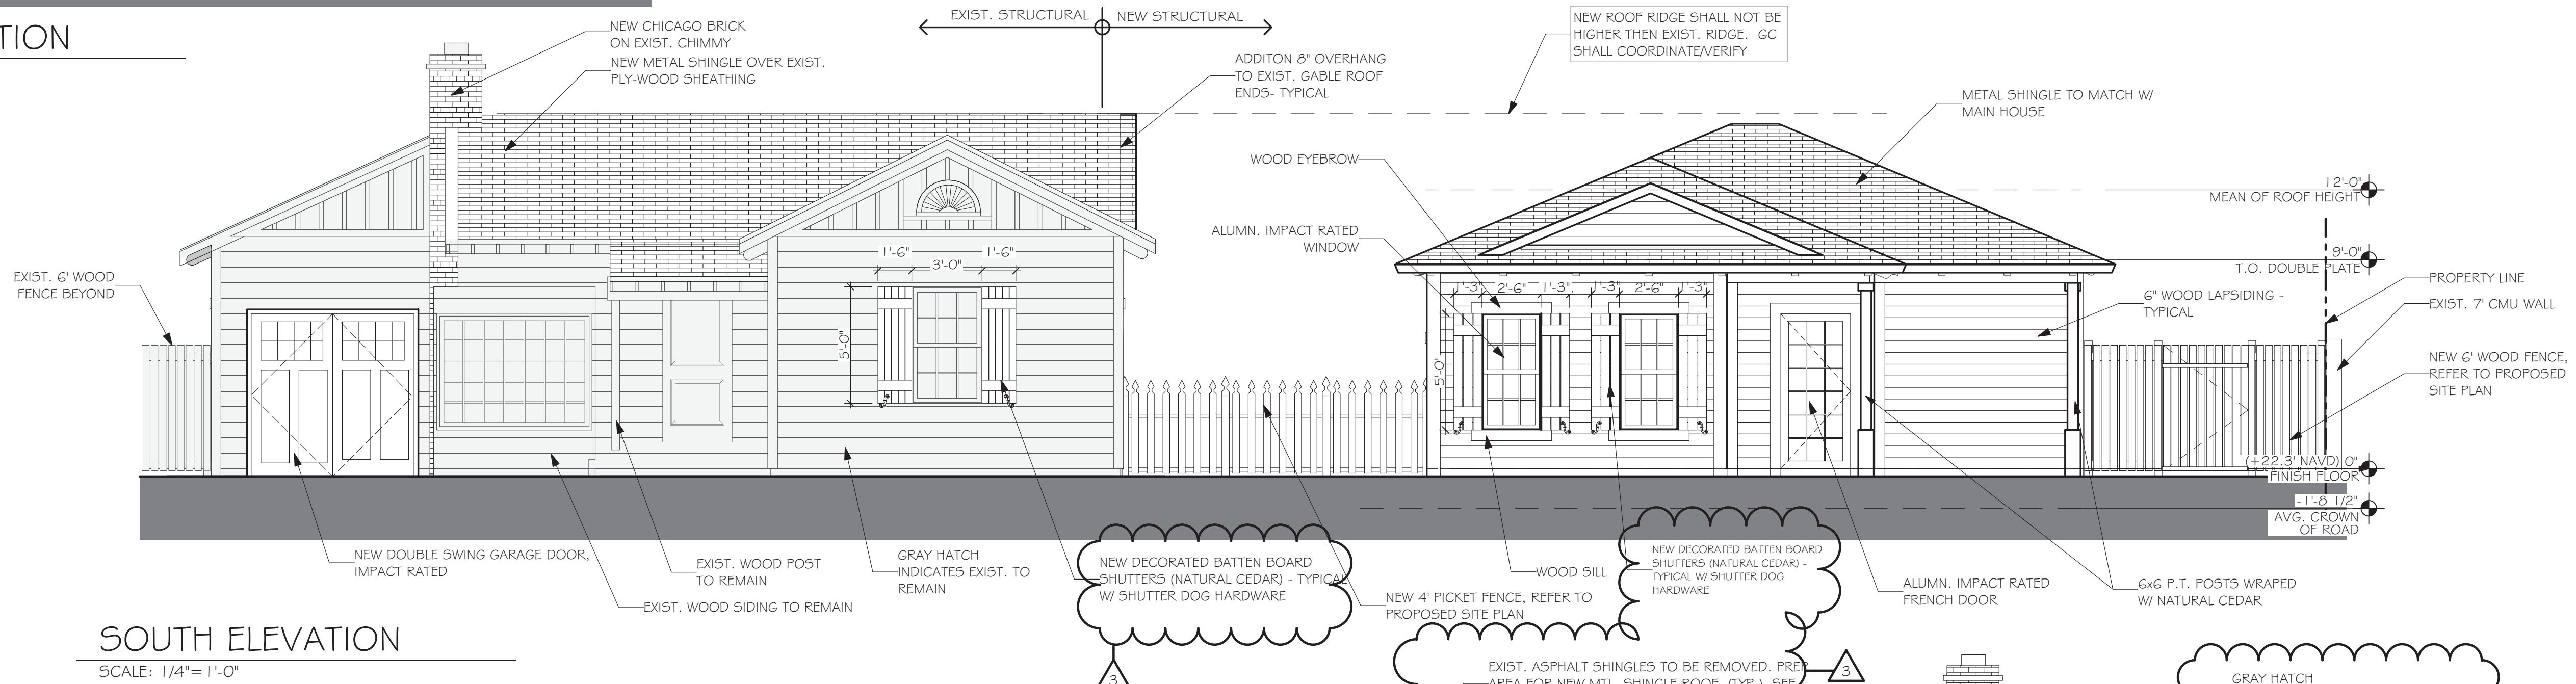 TION
EXIST. STRUCTURAL
NEW STRUCTURAL
NEW CHICAGO BRICK
ON EXIST. CHIMMY
NEW METAL SHINGLE OVER EXIST.
PLY-WOOD SHEATHING
ADDITON 8" OVERHANG
TO EXIST. GABLE ROOF
ENDS- TYPICAL
NEW ROOF RIDGE SHALL NOT BE
HIGHER THEN EXIST. RIDGE. GC
SHALL COORDINATE/VERIFY
METAL SHINGLE TO MATCH W/
MAIN HOUSE
WOOD EYEBROW
ALUMN. IMPACT RATED
WINDOW
12'-0"
MEAN OF ROOF HEIGHT
9'-0"
T.O. DOUBLE PLATE
PROPERTY LINE
EXIST. 7' CMU WALL
6" WOOD LAPSIDING -
TYPICAL
NEW 6' WOOD FENCE,
REFER TO PROPOSED
SITE PLAN
EXIST. 6' WOOD
FENCE BEYOND
1'-6"
3'-0"
1'-6"
5'-0"
1'-3"
2'-6"
1'-3"
1'-3"
2'-6"
1'-3"
5'-0"
(+22.3' NAVD) 0"
FINISH FLOOR
-1'-8 1/2"
AVG. CROWN
OF ROAD
NEW DOUBLE SWING GARAGE DOOR,
IMPACT RATED
EXIST. WOOD SIDING TO REMAIN
EXIST. WOOD POST
TO REMAIN
GRAY HATCH
INDICATES EXIST. TO
REMAIN
NEW DECORATED BATTEN BOARD
SHUTTERS (NATURAL CEDAR) - TYPICAL
W/ SHUTTER DOG HARDWARE
3
NEW 4' PICKET FENCE, REFER TO
PROPOSED SITE PLAN
WOOD SILL
NEW DECORATED BATTEN BOARD
SHUTTERS (NATURAL CEDAR) -
TYPICAL W/ SHUTTER DOG
HARDWARE
ALUMN. IMPACT RATED
FRENCH DOOR
6x6 P.T. POSTS WRAPED
W/ NATURAL CEDAR
SOUTH ELEVATION
SCALE: 1/4"=1'-0"
EXIST. ASPHALT SHINGLES TO BE REMOVED. PREP
AREA FOR NEW MTL. SHINGLE ROOF. (TYP.). SEE
3
GRAY HATCH